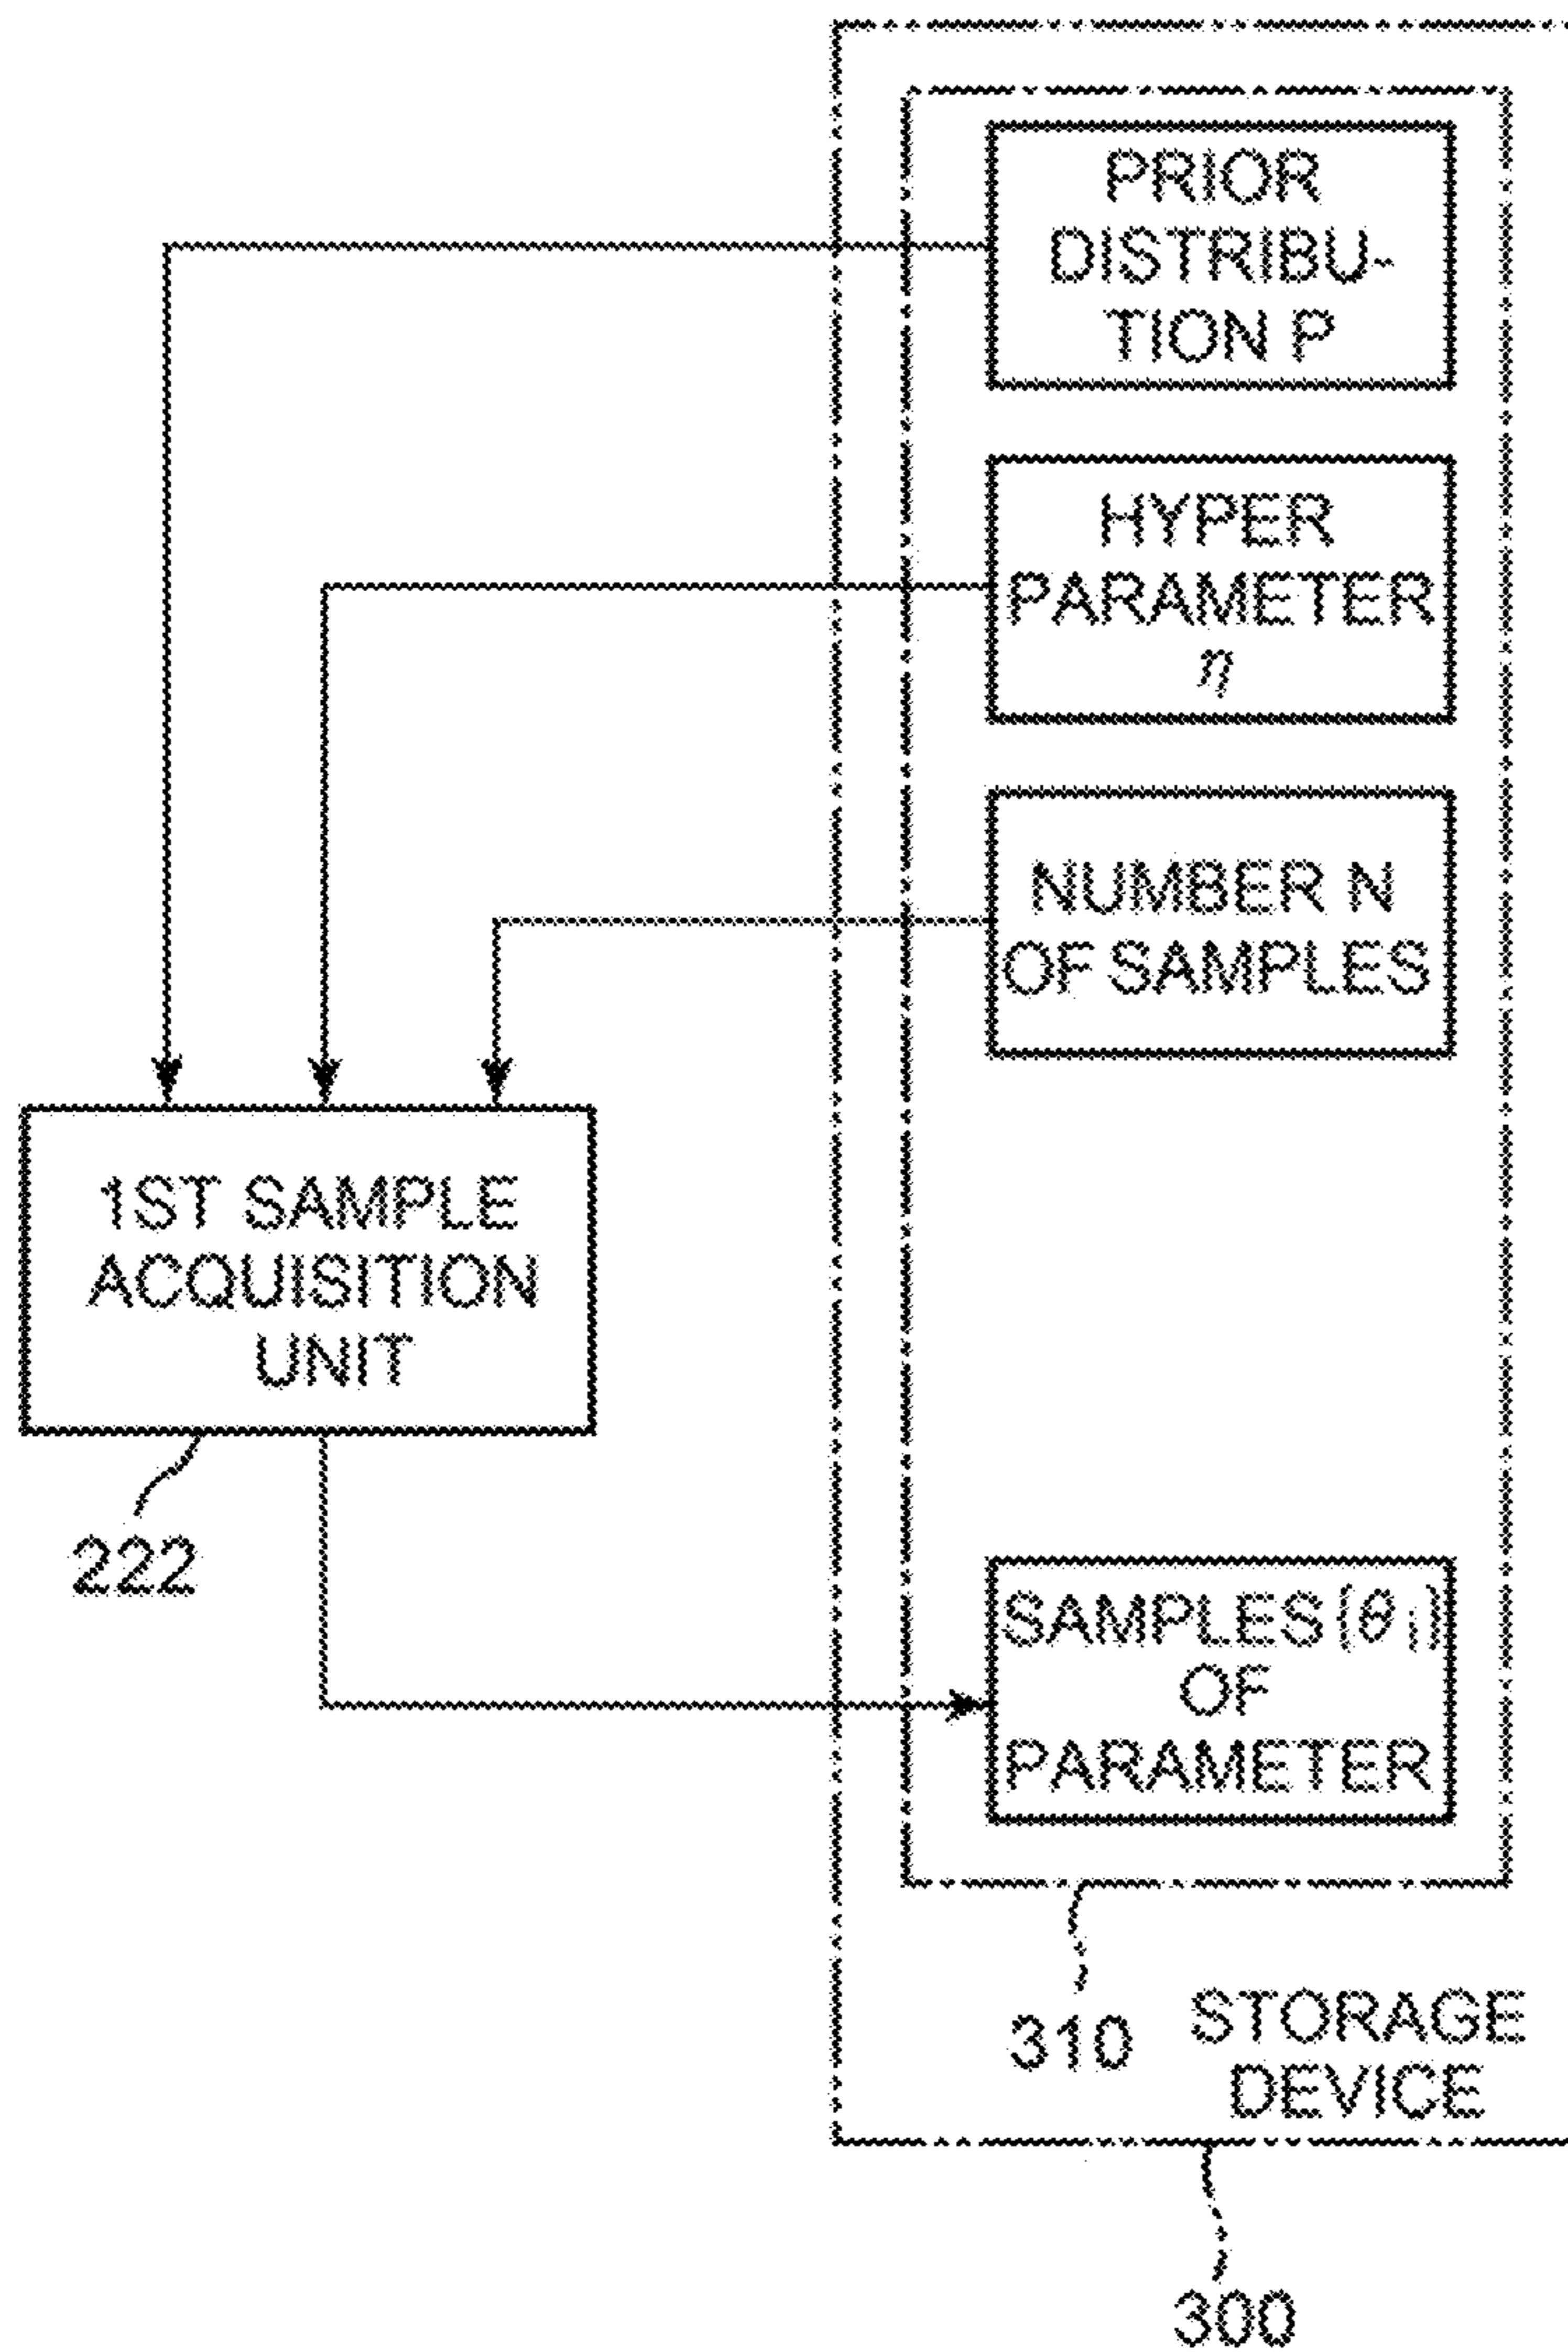 PRIOR
DISTRIBU-
TION P
HYPER
PARAMETER
η
NUMBER N
OF SAMPLES
1ST SAMPLE
ACQUISITION
UNIT
222
SAMPLES {θi}
OF
PARAMETER
310
STORAGE
DEVICE
300